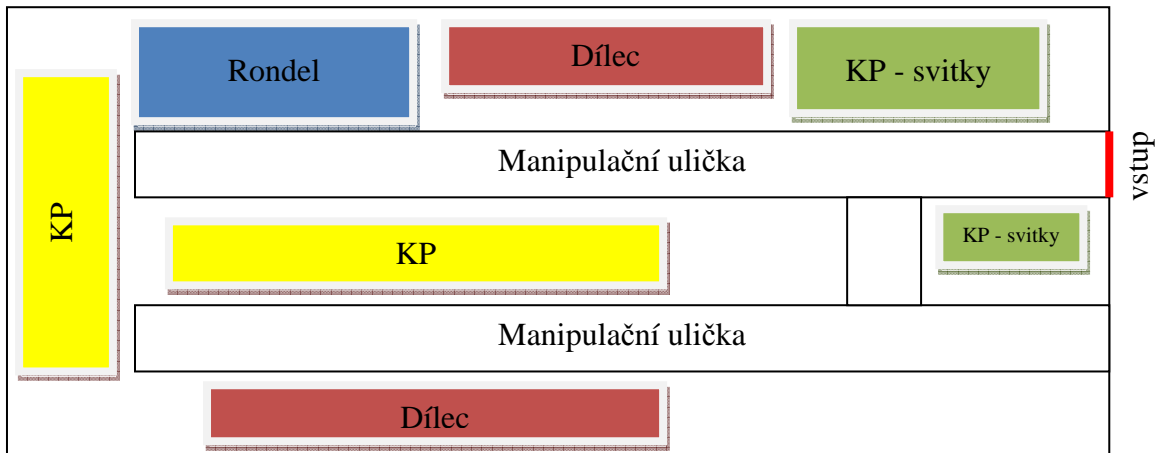 Rondel
Dílec
KP - svitky
Manipulační ulička
vstup
KP
KP
KP - svitky
Manipulační ulička
Dílec